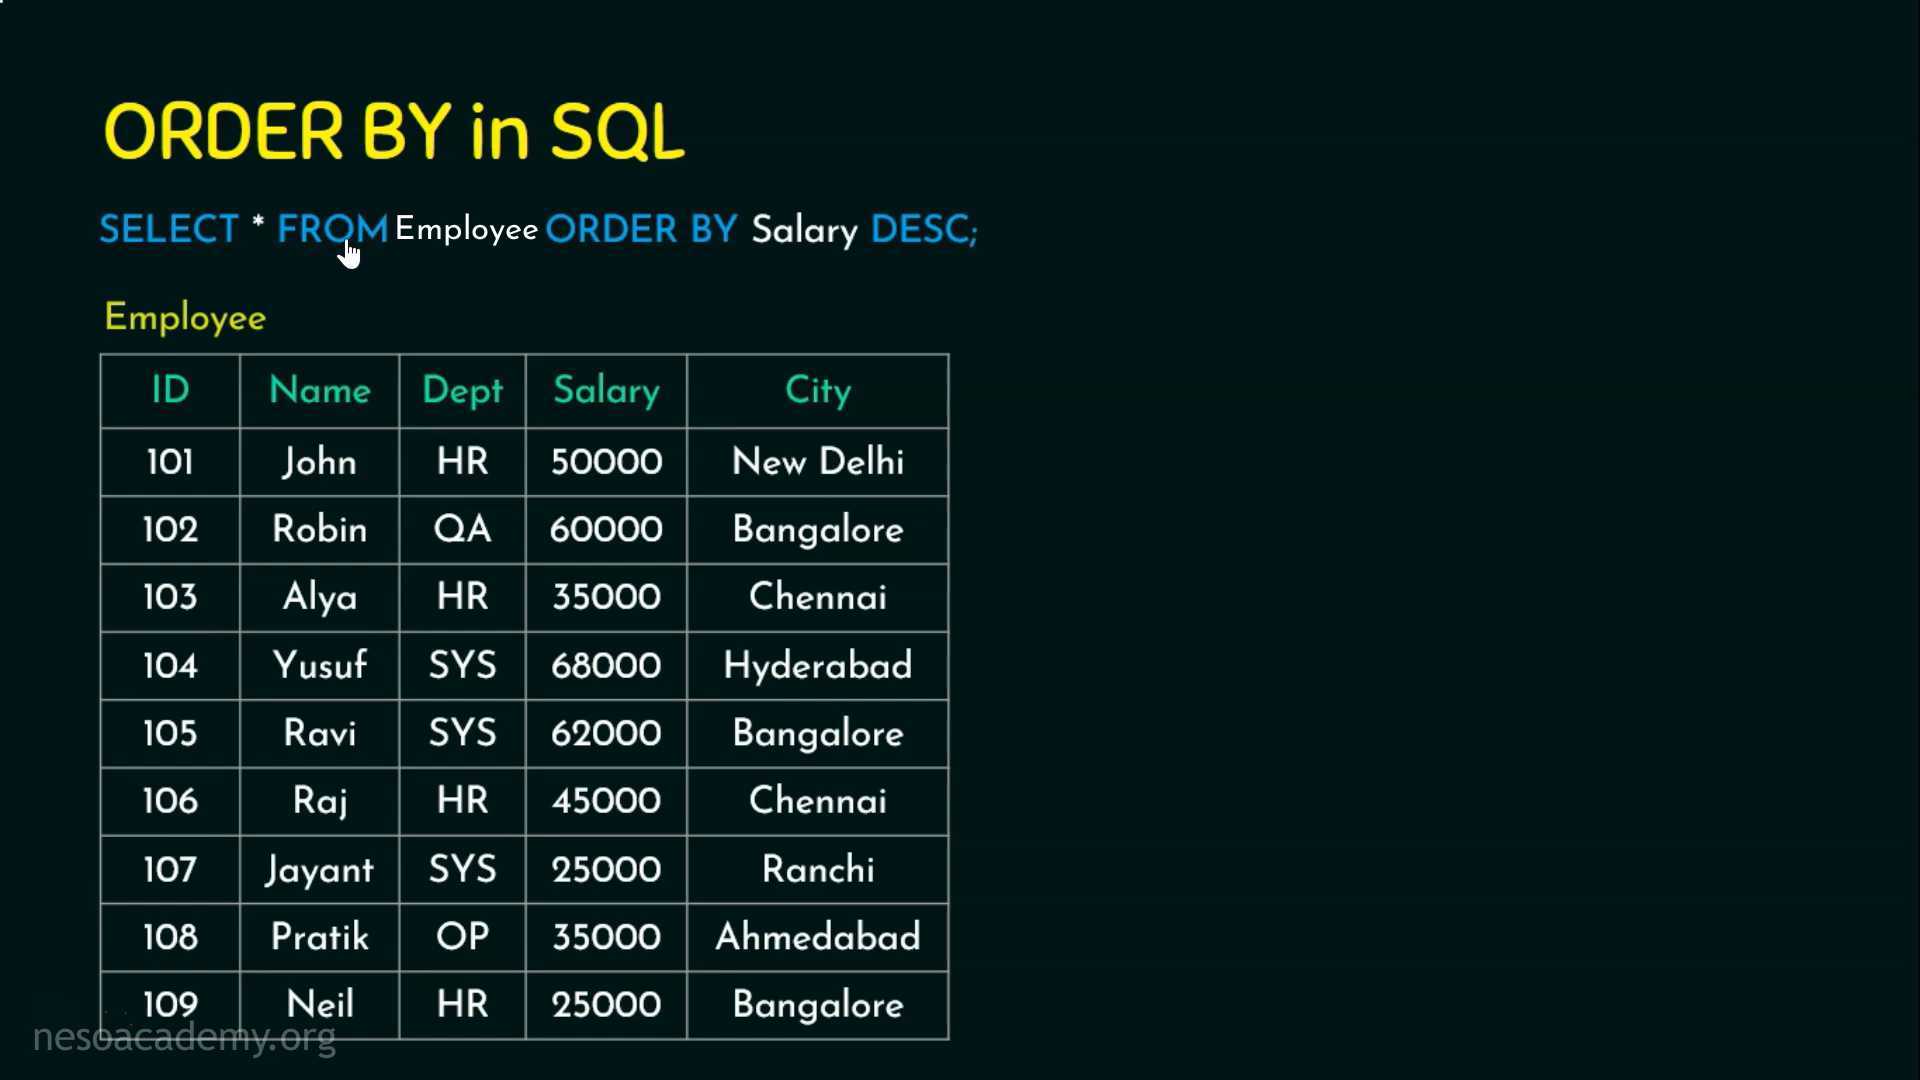 ORDER BY in SQL
SELECT * FROM Employee ORDER BY Salary DESC;
Employee
ID Name Dept Salary City
101 John HR 50000 New Delhi
102 Robin QA 60000 Bangalore
103 Alya HR 35000 Chennai
104 Yusuf SYS 68000 Hyderabad
105 Ravi SYS 62000 Bangalore
106 Raj HR 45000 Chennai
107 Jayant SYS 25000 Ranchi
108 Pratik OP 35000 Ahmedabad
109 Neil HR 25000 Bangalore
nesoacademy.org